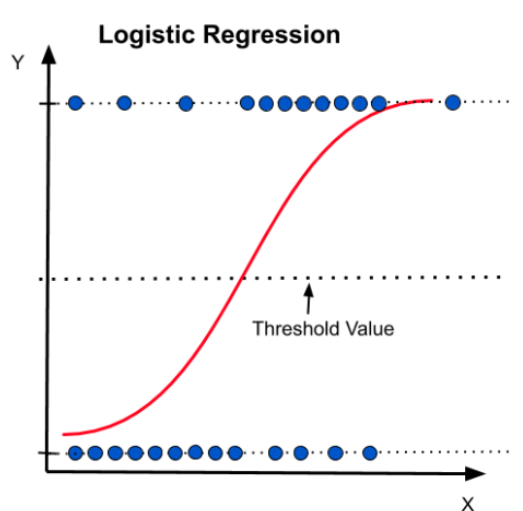 Logistic Regression
Y
Threshold Value
X